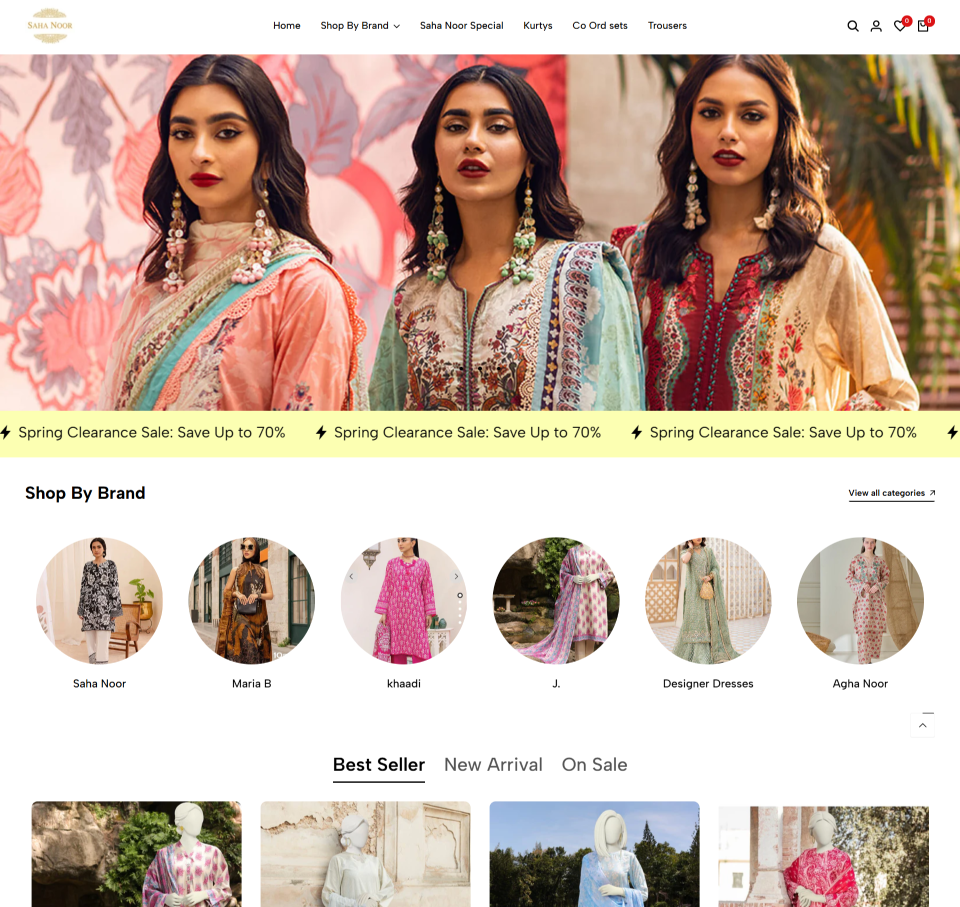 SAHA NOOR
Home Shop By Brand Saha Noor Special Kurtys Co Ord sets Trousers
0 0
Spring Clearance Sale: Save Up to 70% Spring Clearance Sale: Save Up to 70% Spring Clearance Sale: Save Up to 70%
Shop By Brand View all categories
Saha Noor Maria B khaadi J. Designer Dresses Agha Noor
Best Seller New Arrival On Sale